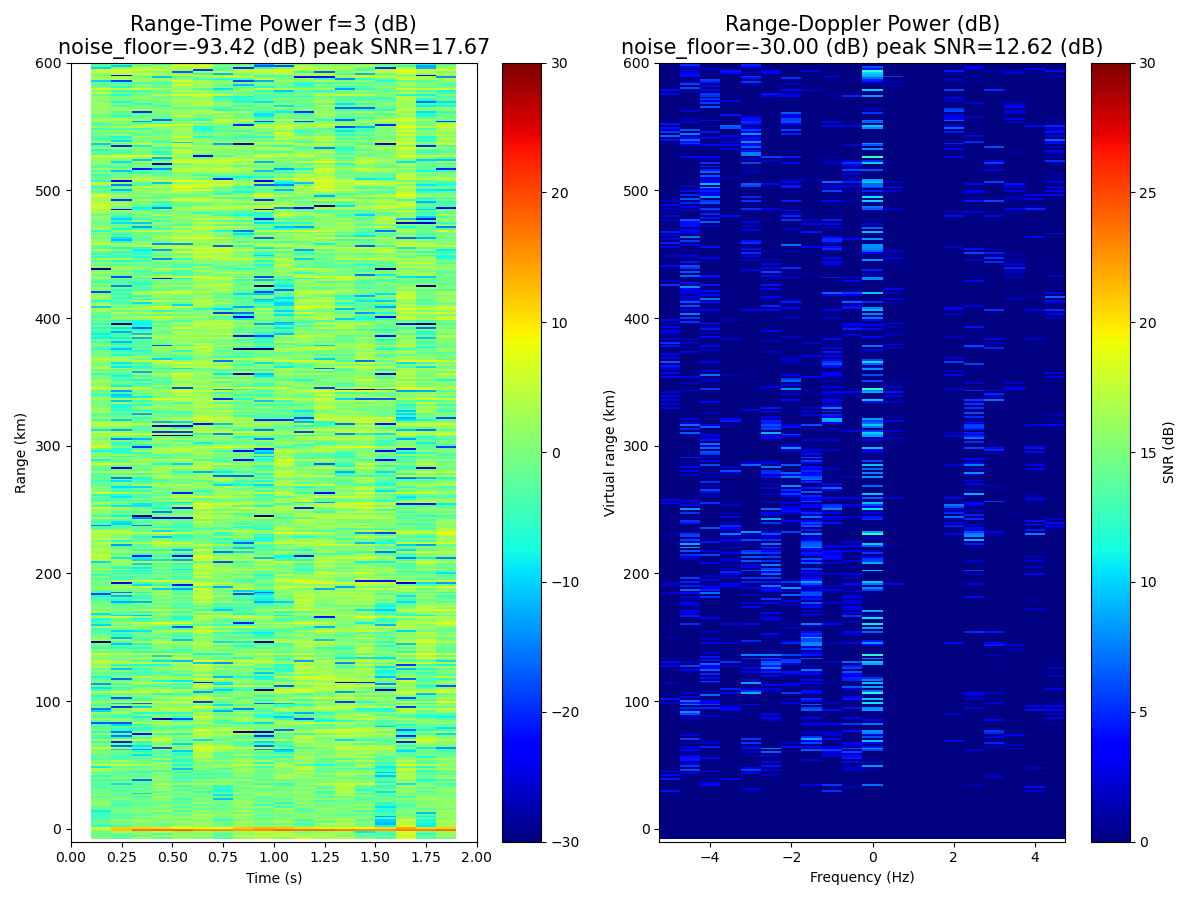 Range-Time Power f=3 (dB)
noise_floor=-93.42 (dB) peak SNR=17.67
Range-Doppler Power (dB)
noise_floor=-30.00 (dB) peak SNR=12.62 (dB)
600
500
400
300
200
100
0
Range (km)
0.00 0.25 0.50 0.75 1.00 1.25 1.50 1.75 2.00
Time (s)
30
20
10
0
−10
−20
−30
600
500
400
300
200
100
0
Virtual range (km)
−4 −2 0 2 4
Frequency (Hz)
30
25
20
15
10
5
0
SNR (dB)